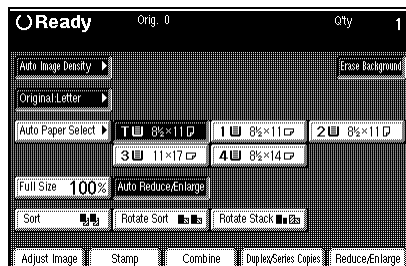 Ready Orig. 0 Q'ty 1
Auto Image Density Erase Background
Original:Letter
Auto Paper Select T 8½×11 1 8½×11 2 8½×11
3 11×17 4 8½×14
Full Size 100% Auto Reduce/Enlarge
Sort Rotate Sort Rotate Stack
Adjust Image Stamp Combine Duplex/Series Copies Reduce/Enlarge